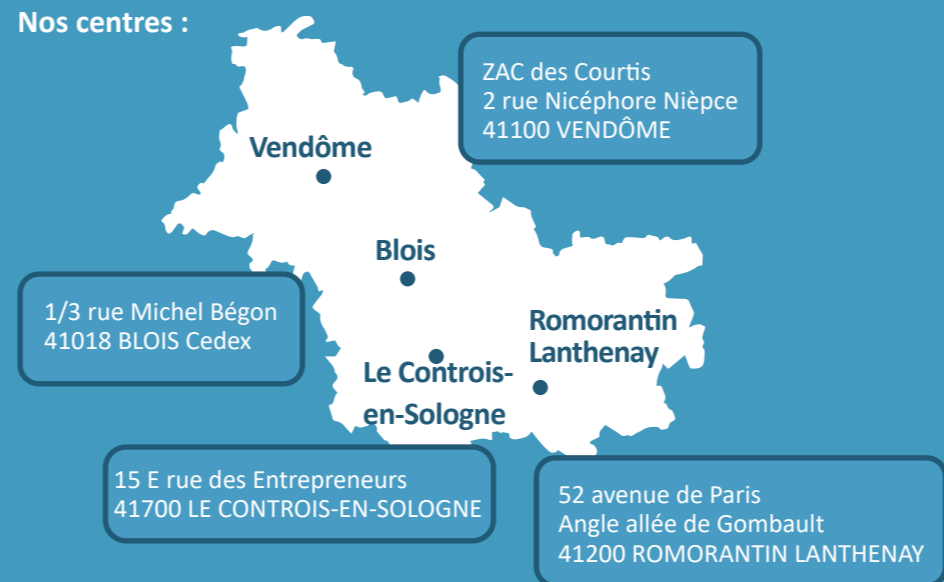 Nos centres :
ZAC des Courtis
2 rue Nicéphore Nièpce
41100 VENDÔME
Vendôme
Blois
1/3 rue Michel Bégon
41018 BLOIS Cedex
Romorantin
Lanthenay
Le Controis-
en-Sologne
15 E rue des Entrepreneurs
41700 LE CONTROIS-EN-SOLOGNE
52 avenue de Paris
Angle allée de Gombault
41200 ROMORANTIN LANTHENAY